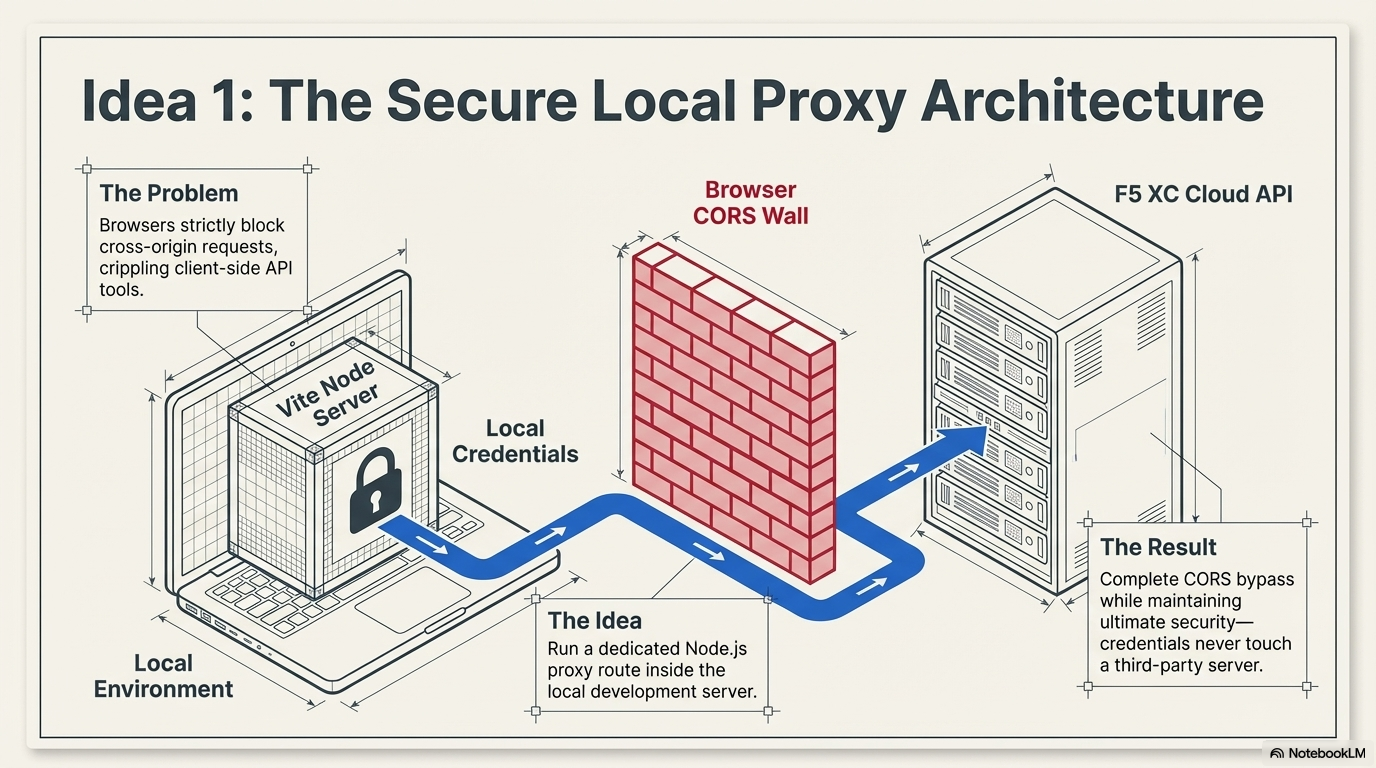 Idea 1: The Secure Local Proxy Architecture
The Problem
Browsers strictly block
cross-origin requests,
crippling client-side API
tools.
Browser
CORS Wall
F5 XC Cloud API
Vite Node
Server
Local
Credentials
The Idea
Run a dedicated Node.js
proxy route inside the
local development server.
The Result
Complete CORS bypass
while maintaining
ultimate security—
credentials never touch
a third-party server.
Local
Environment
NotebookLM